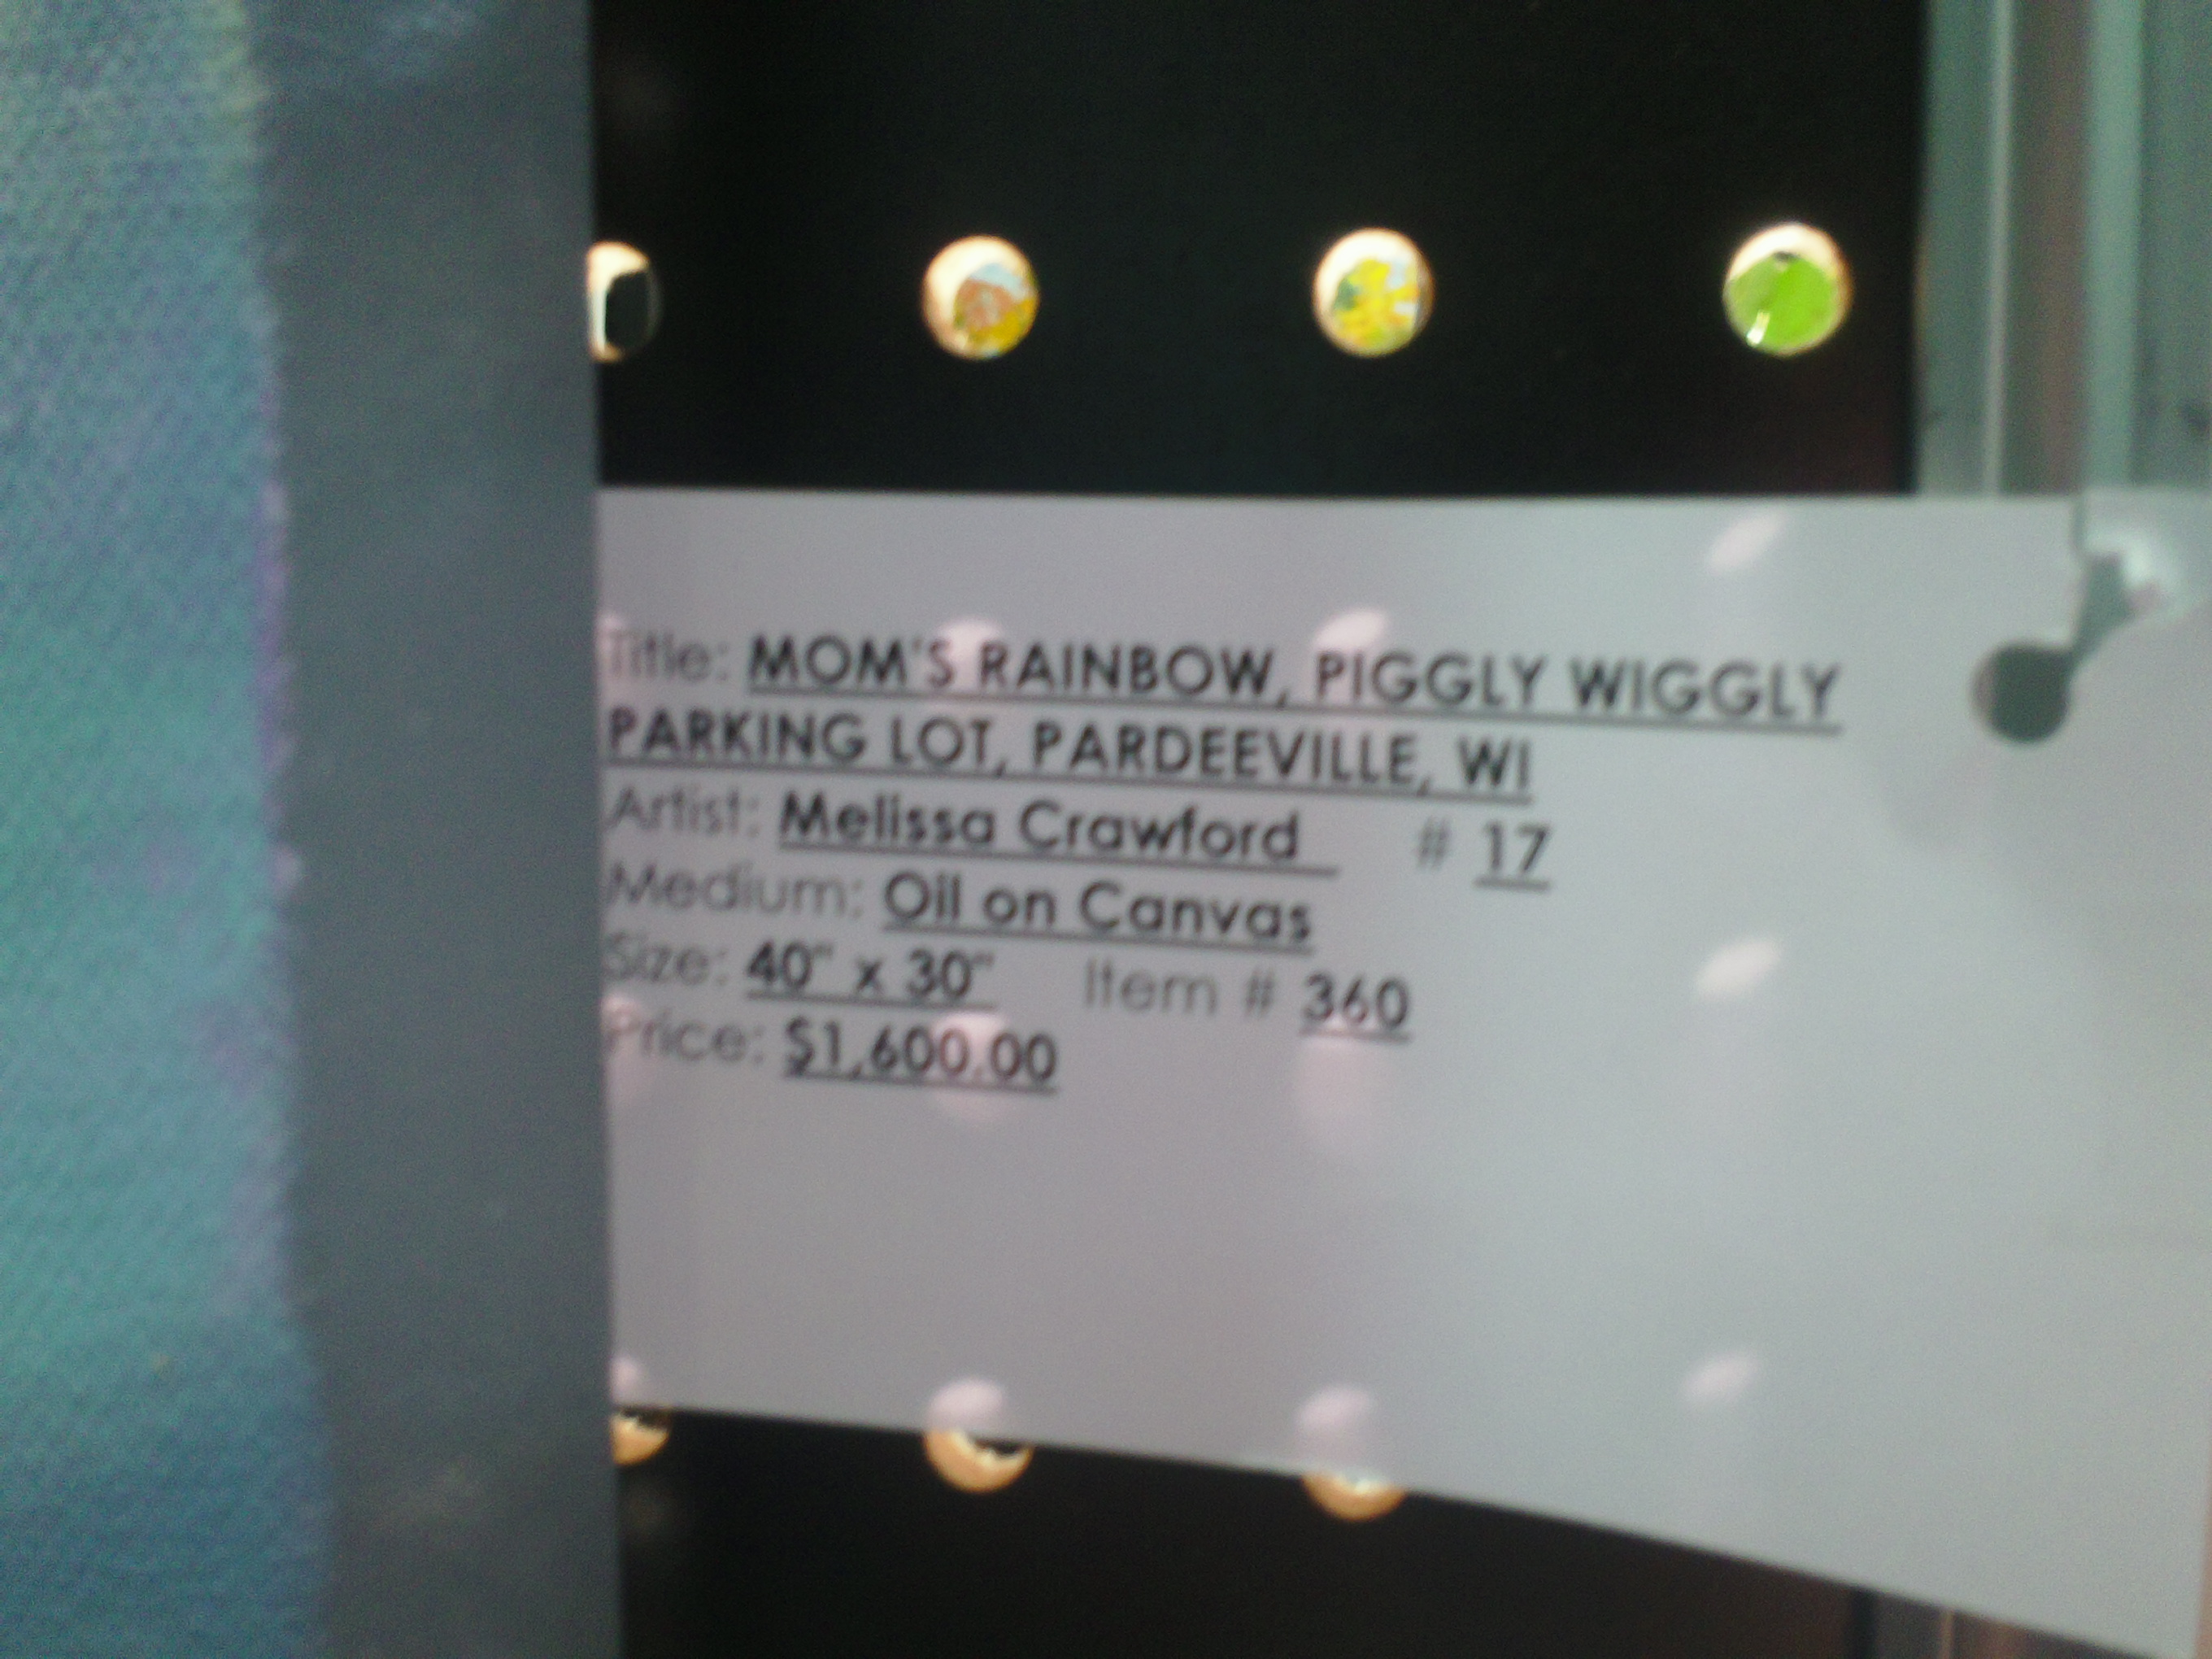 Title: MOM'S RAINBOW, PIGGLY WIGGLY
PARKING LOT, PARDEEVILLE, WI
Artist: Melissa Crawford # 17
Medium: Oil on Canvas
Size: 40" x 30" Item # 360
Price: $1,600.00